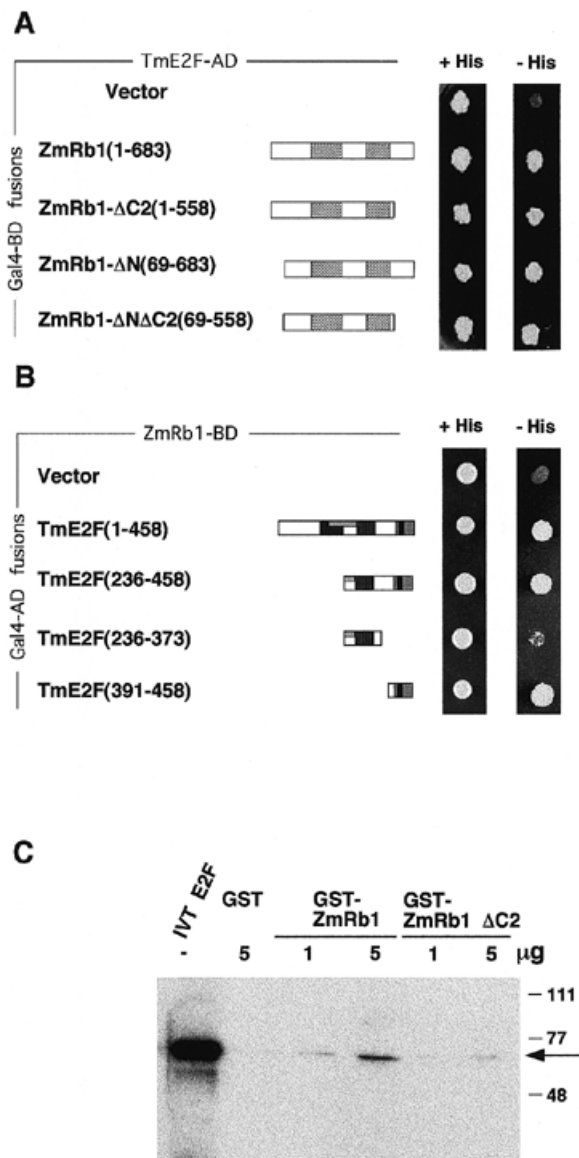 A
TmE2F-AD
+ His - His
Gal4-BD fusions
Vector
ZmRb1(1-683)
ZmRb1-ΔC2(1-558)
ZmRb1-ΔN(69-683)
ZmRb1-ΔNΔC2(69-558)
B
ZmRb1-BD
+ His - His
Gal4-AD fusions
Vector
TmE2F(1-458)
TmE2F(236-458)
TmE2F(236-373)
TmE2F(391-458)
C
IVT E2F
GST
GST-
ZmRb1
GST-
ZmRb1 ΔC2
- 5 1 5 1 5 μg
111
77
48